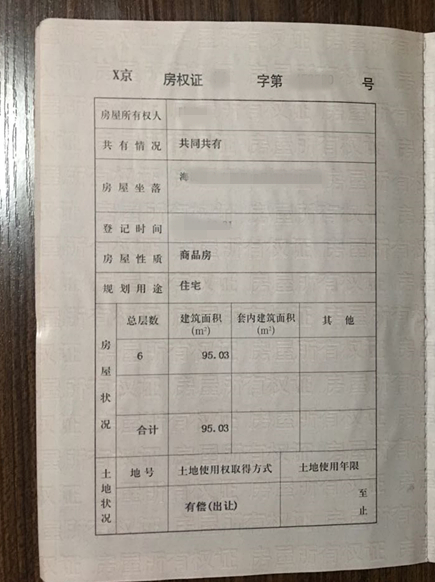 X京 房权证 字第 号
房屋所有权人
共有情况 共同共有
房屋坐落 海
登记时间
房屋性质 商品房
规划用途 住宅
房屋状况 总层数 建筑面积(m²) 套内建筑面积(m²) 其他
6 95.03
合计 95.03
土地状况 地号 土地使用权取得方式 土地使用年限
有偿(出让) 至
止